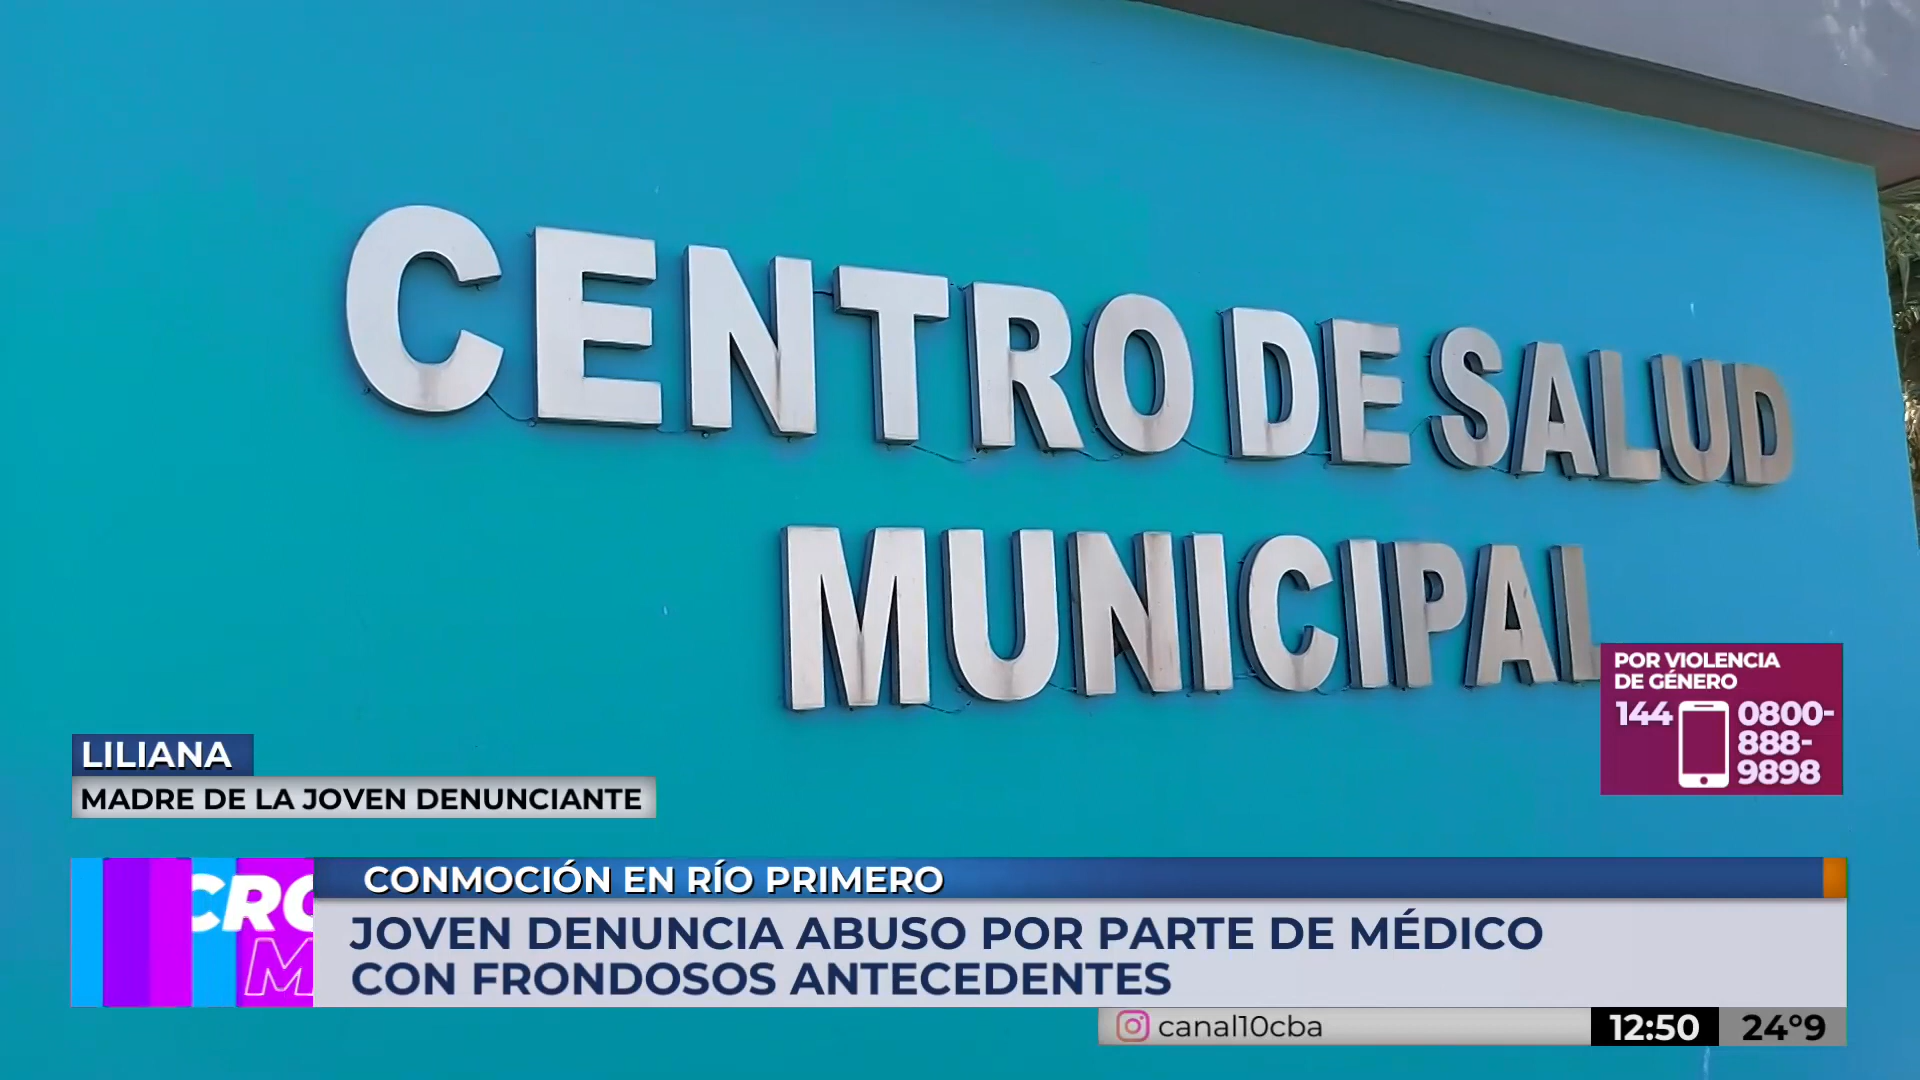 CENTRO DE SALUD
MUNICIPAL
POR VIOLENCIA
DE GÉNERO
144
0800-
888-
9898
LILIANA
MADRE DE LA JOVEN DENUNCIANTE
CONMOCIÓN EN RÍO PRIMERO
JOVEN DENUNCIA ABUSO POR PARTE DE MÉDICO
CON FRONDOSOS ANTECEDENTES
canal10cba
12:50
24°9